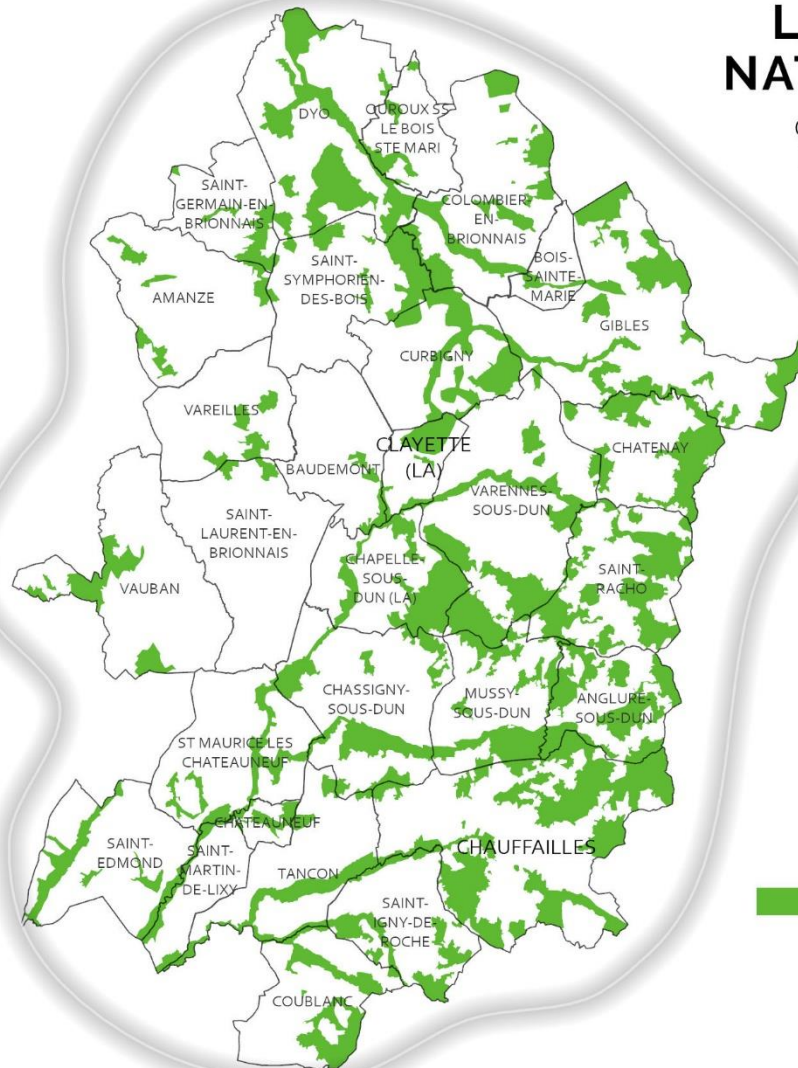 L
NAT
DYO
OUROUX SS
LE BOIS
STE MARI
SAINT-
GERMAIN-EN-
BRIONNAIS
COLOMBIER-
EN-
BRIONNAIS
SAINT-
SYMPHORIEN-
DES-BOIS
BOIS-
SAINTE-
MARIE
AMANZE
GIBLES
CURBIGNY
VAREILLES
CLAYETTE
(LA)
CHATENAY
BAUDEMONT
VARENNES-
SOUS-DUN
SAINT-
LAURENT-EN-
BRIONNAIS
CHAPELLE-
SOUS-
DUN (LA)
SAINT-
RACHO
VAUBAN
CHASSIGNY-
SOUS-DUN
MUSSY-
SOUS-DUN
ANGLURE-
SOUS-DUN
ST MAURICE LES
CHATEAUNEUF
CHATEAUNEUF
SAINT-
EDMOND
SAINT-
MARTIN-
DE-LIXY
CHAUFFAILLES
TANCON
SAINT-
IGNY-DE-
ROCHE
COUBLANC